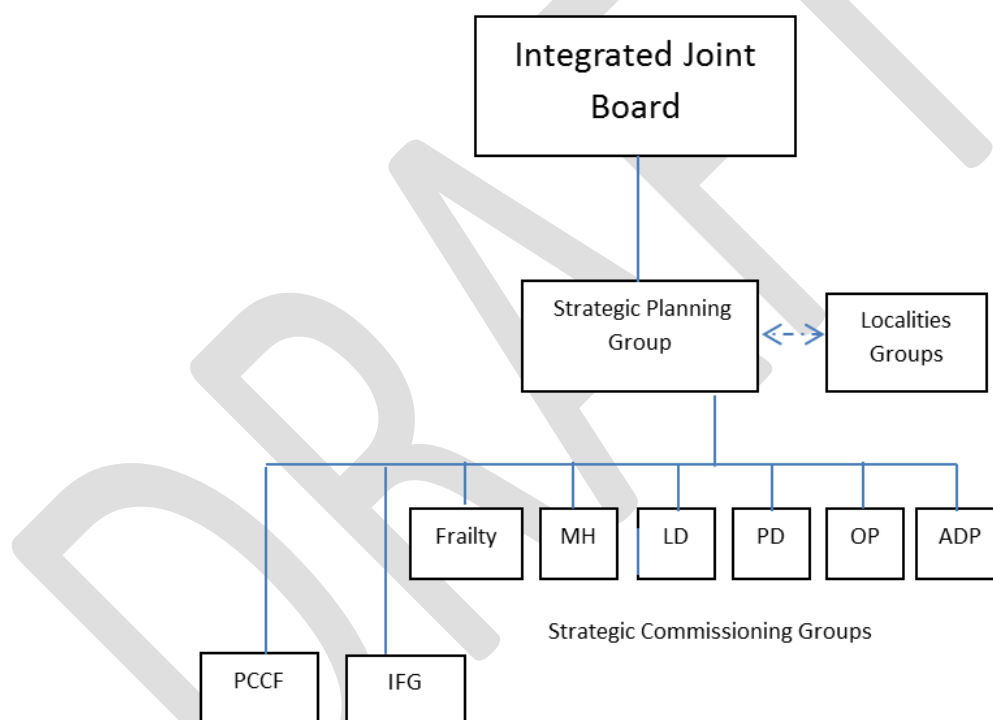 Integrated Joint
Board
Strategic Planning
Group
Localities
Groups
Frailty
MH
LD
PD
OP
ADP
Strategic Commissioning Groups
PCCF
IFG
DRAFT